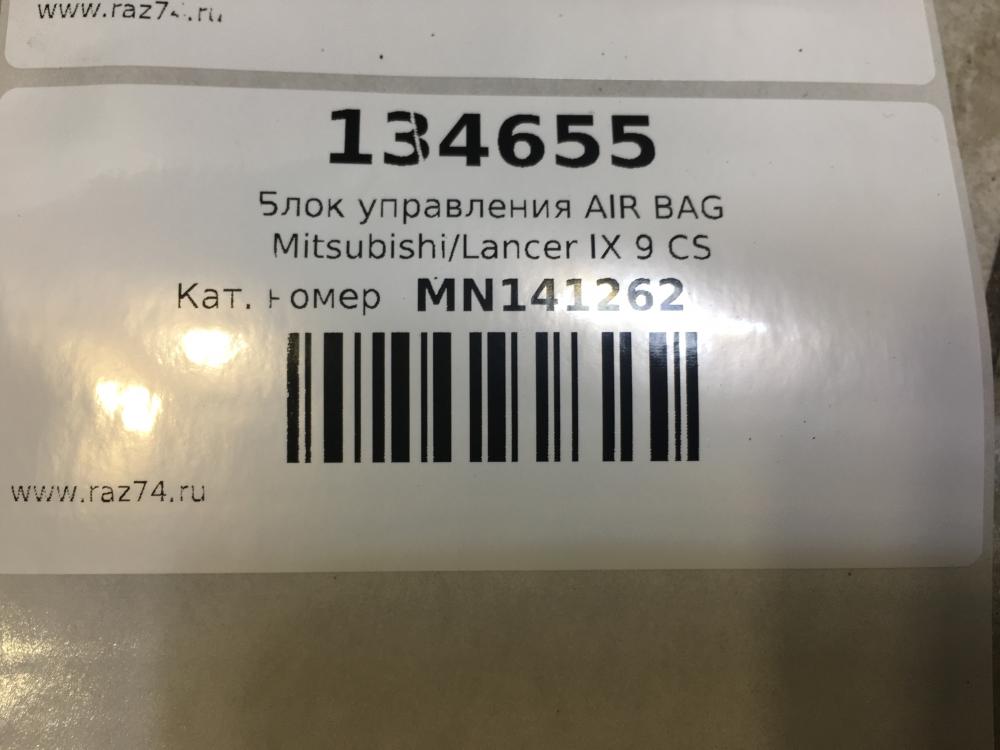 www.raz74.ru
134655
Блок управления AIR BAG
Mitsubishi/Lancer IX 9 CS
Кат. номер MN141262
www.raz74.ru